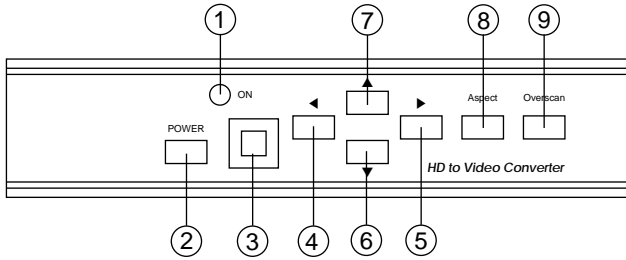 1 7 8 9
ON
Aspect Overscan
POWER
HD to Video Converter
2 3 4 6 5